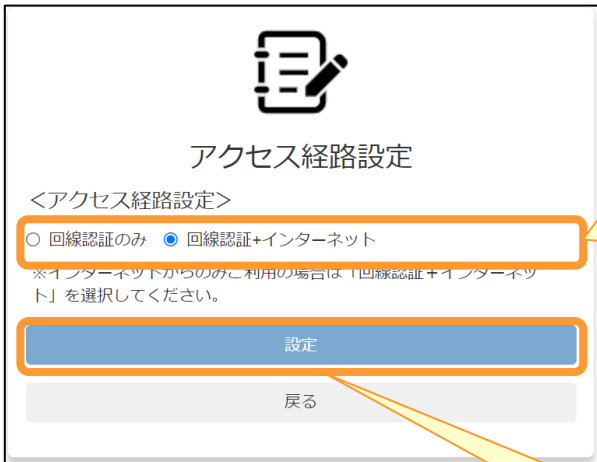 アクセス経路設定
＜アクセス経路設定＞
回線認証のみ 回線認証+インターネット
※インターネットからのみご利用の場合は「回線認証＋インターネッ
ト」を選択してください。
設定
戻る